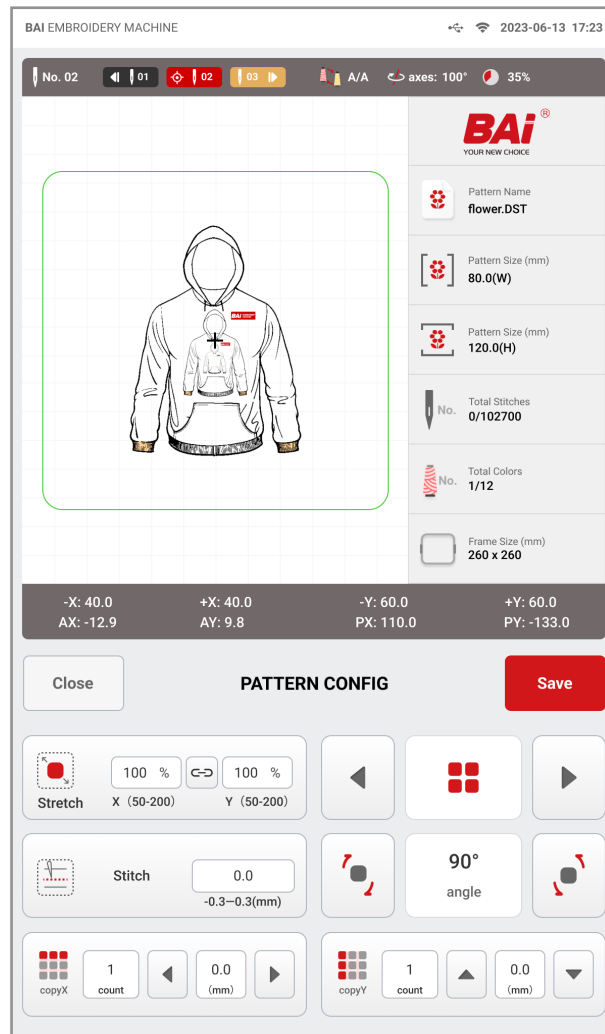 BAI EMBROIDERY MACHINE 2023-06-13 17:23
No. 02 01 02 03 A/A axes: 100° 35%
BAi ®
YOUR NEW CHOICE
Pattern Name
flower.DST
Pattern Size (mm)
80.0(W)
Pattern Size (mm)
120.0(H)
No. Total Stitches
0/102700
No. Total Colors
1/12
Frame Size (mm)
260 x 260
BAi
-X: 40.0 +X: 40.0 -Y: 60.0 +Y: 60.0
AX: -12.9 AY: 9.8 PX: 110.0 PY: -133.0
Close PATTERN CONFIG Save
100 % 100 %
Stretch X (50-200) Y (50-200)
Stitch 0.0
-0.3—0.3(mm)
90°
angle
1 0.0 1 0.0
copyX count (mm) copyY count (mm)